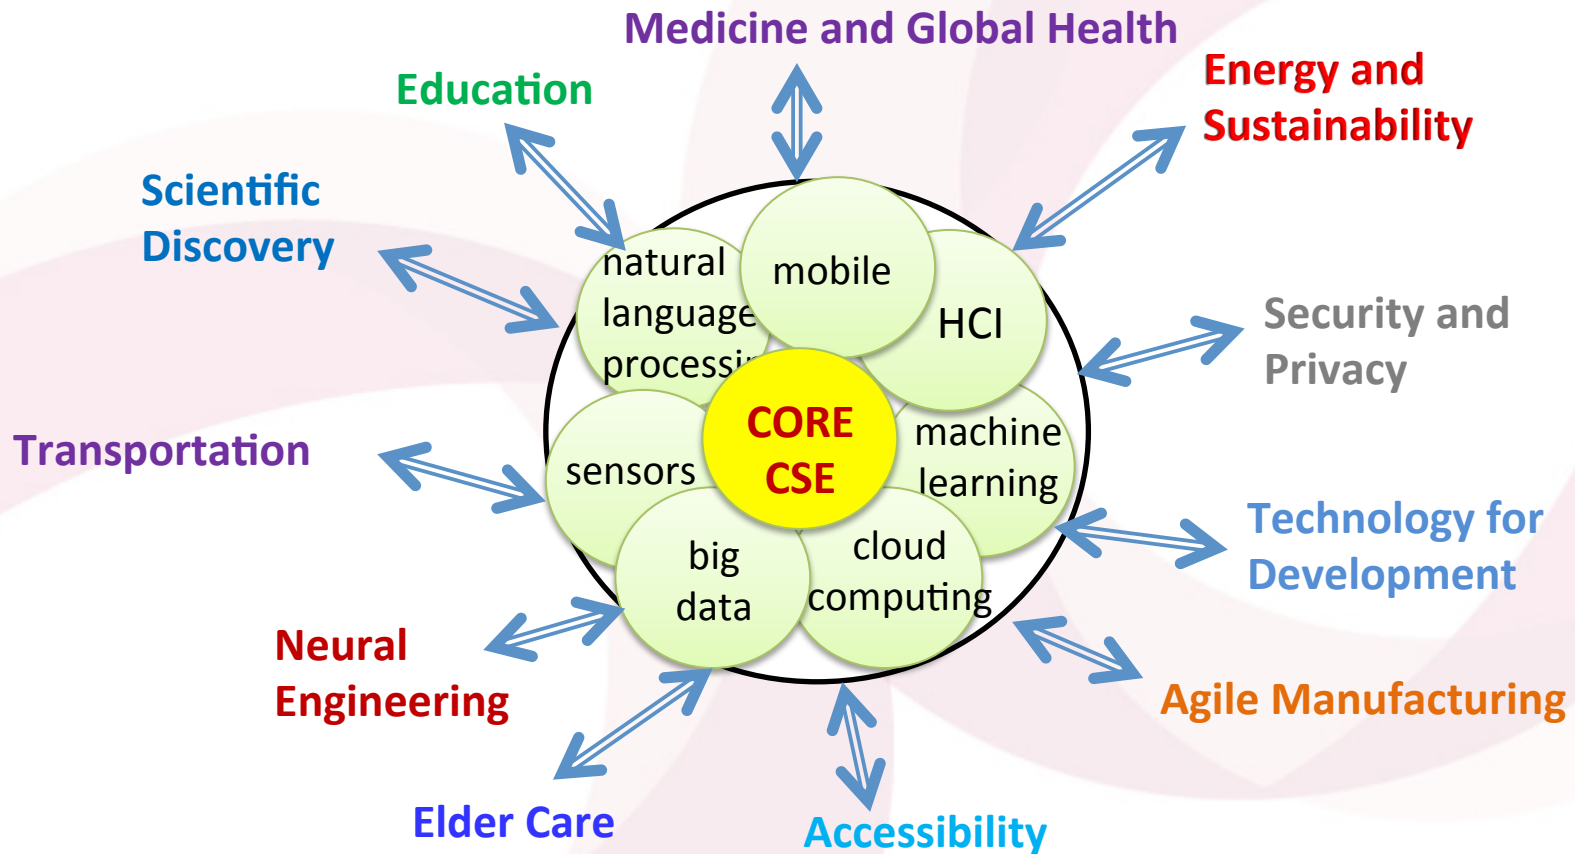 Medicine and Global Health
Education
Energy and
Sustainability
Scientific
Discovery
natural
language
processin
mobile
HCI
Security and
Privacy
CORE
CSE
machine
learning
Transportation
sensors
big
data
cloud
computing
Technology for
Development
Neural
Engineering
Agile Manufacturing
Elder Care
Accessibility